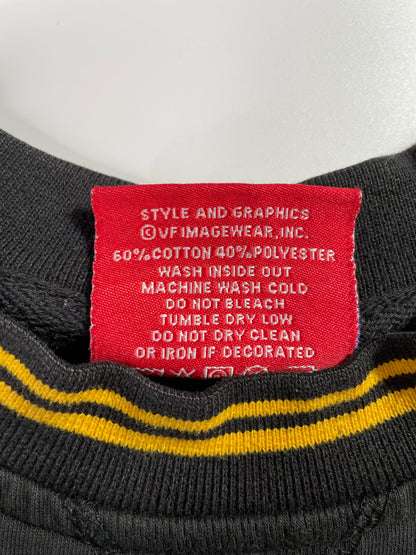 STYLE AND GRAPHICS
©VF IMAGEWEAR, INC.
60% COTTON 40% POLYESTER
WASH INSIDE OUT
MACHINE WASH COLD
DO NOT BLEACH
TUMBLE DRY LOW
DO NOT DRY CLEAN
OR IRON IF DECORATED